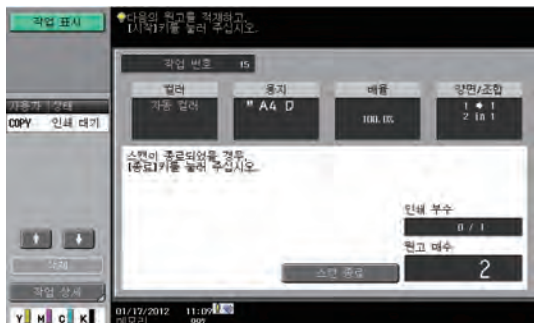 작업 표시
다음의 원고를 적재하고,
[시작]키를 눌러 주십시오.
작업 번호 15
컬러 용지 배율 양면/조합
자동 컬러 A4 100.0% 1 1
2 in 1
사용자 상태
COPY 인쇄 대기
스캔이 종료되었을 경우,
[종료]키를 눌러 주십시오.
인쇄 부수
0 / 1
원고 매수
2
스캔 종료
삭제
작업 상세
01/17/2012 11:09
메모리 99%
Y M C K